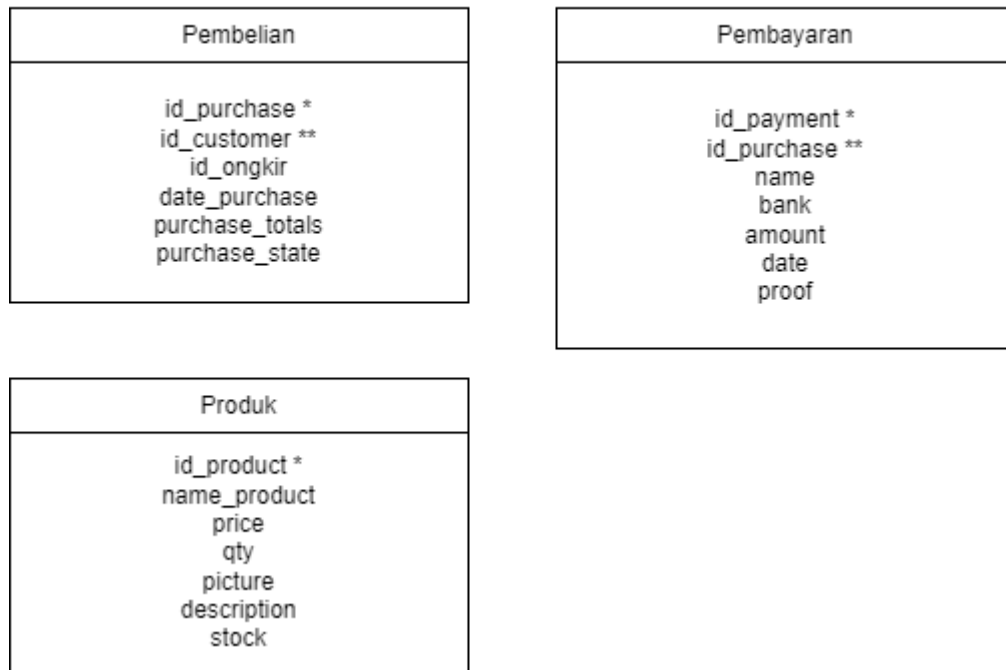 Pembelian
id_purchase *
id_customer **
id_ongkir
date_purchase
purchase_totals
purchase_state
Pembayaran
id_payment *
id_purchase **
name
bank
amount
date
proof
Produk
id_product *
name_product
price
qty
picture
description
stock